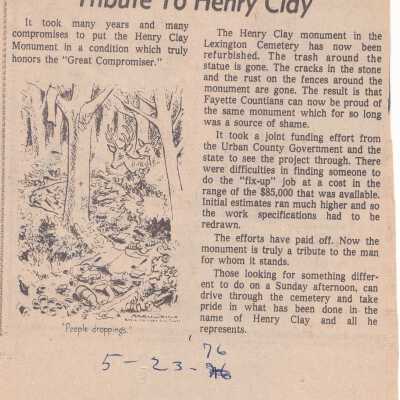 Tribute To Henry Clay
It took many years and many
compromises to put the Henry Clay
Monument in a condition which truly
honors the "Great Compromiser."
"People droppings."
The Henry Clay monument in the
Lexington Cemetery has now been
refurbished. The trash around the
statue is gone. The cracks in the stone
and the rust on the fences around the
monument are gone. The result is that
Fayette Countians can now be proud of
the same monument which for so long
was a source of shame.
It took a joint funding effort from
the Urban County Government and the
state to see the project through. There
were difficulties in finding someone to
do the "fix-up" job at a cost in the
range of the $85,000 that was available.
Initial estimates ran much higher and so
the work specifications had to be
redrawn.
The efforts have paid off. Now the
monument is truly a tribute to the man
for whom it stands.
Those looking for something differ-
ent to do on a Sunday afternoon, can
drive through the cemetery and take
pride in what has been done in the
name of Henry Clay and all he
represents.
5-23-76